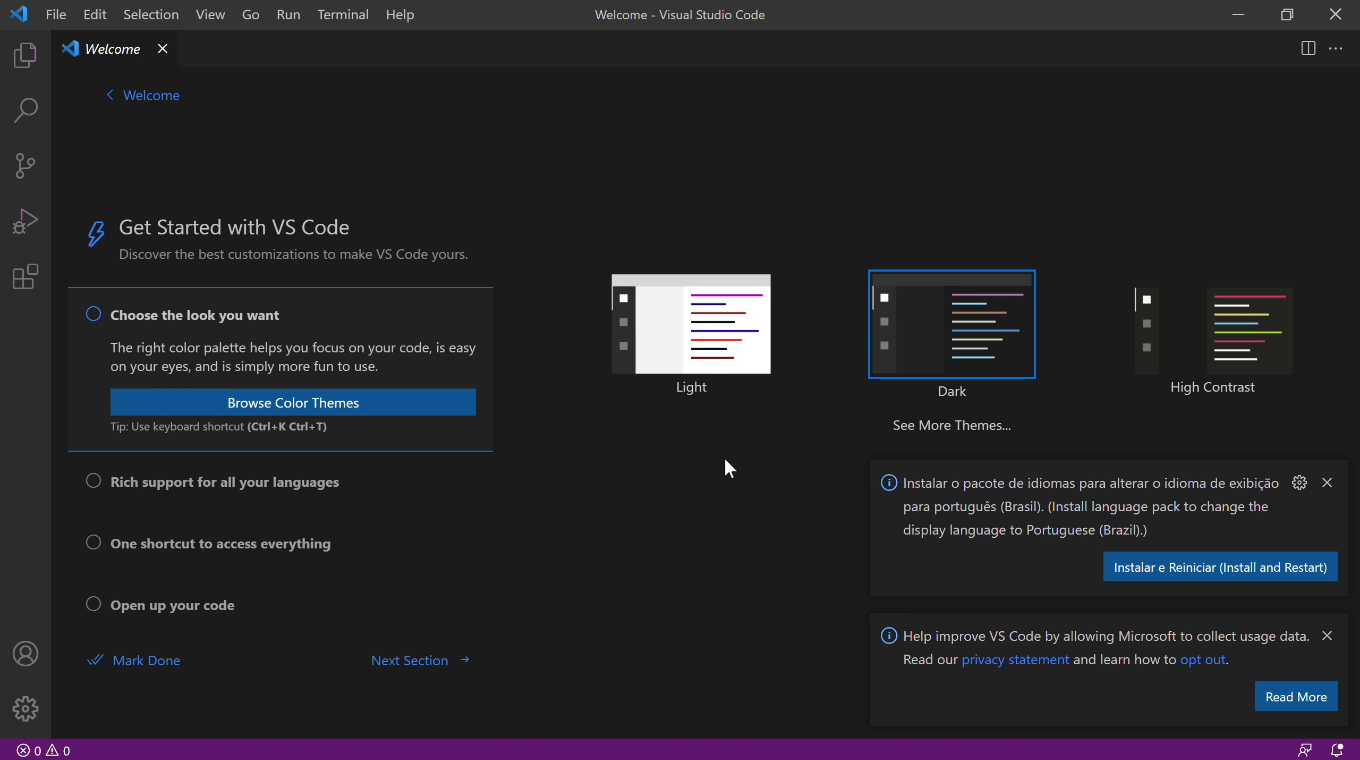 File Edit Selection View Go Run Terminal Help
Welcome - Visual Studio Code
Welcome
Welcome
Get Started with VS Code
Discover the best customizations to make VS Code yours.
Choose the look you want
The right color palette helps you focus on your code, is easy
on your eyes, and is simply more fun to use.
Browse Color Themes
Tip: Use keyboard shortcut (Ctrl+K Ctrl+T)
Rich support for all your languages
One shortcut to access everything
Open up your code
Mark Done
Next Section
Light
Dark
High Contrast
See More Themes...
Instalar o pacote de idiomas para alterar o idioma de exibição
para português (Brasil). (Install language pack to change the
display language to Portuguese (Brazil).)
Instalar e Reiniciar (Install and Restart)
Help improve VS Code by allowing Microsoft to collect usage data.
Read our privacy statement and learn how to opt out.
Read More
0 0